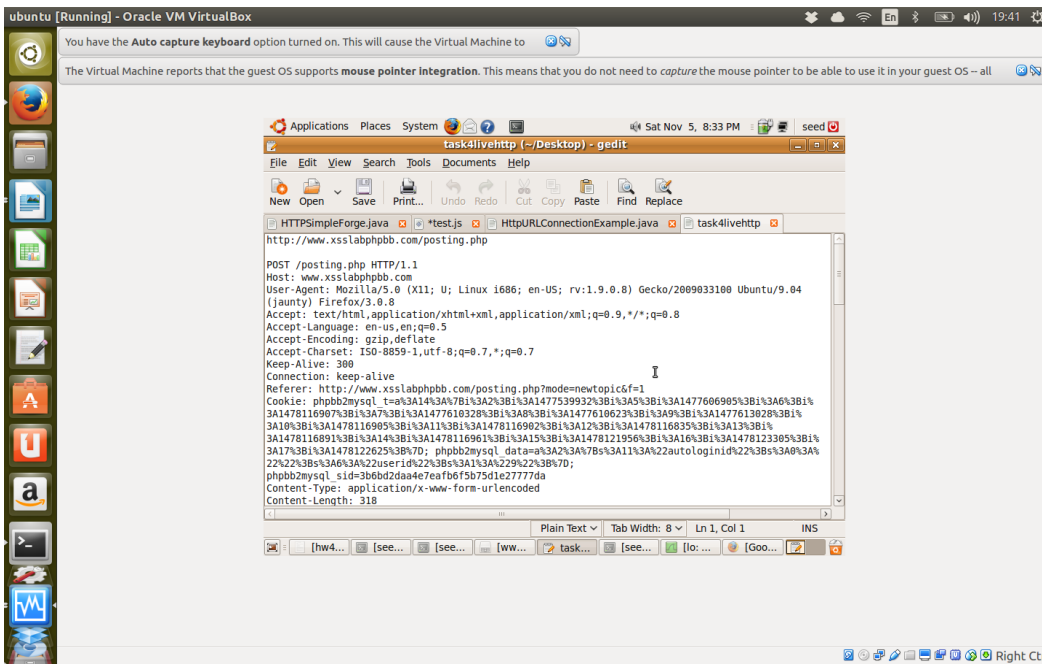 ubuntu [Running] - Oracle VM VirtualBox
En
19:41
You have the Auto capture keyboard option turned on. This will cause the Virtual Machine to
The Virtual Machine reports that the guest OS supports mouse pointer integration. This means that you do not need to capture the mouse pointer to be able to use it in your guest OS -- all
Applications Places System
Sat Nov 5, 8:33 PM
seed
task4livehttp (~/Desktop) - gedit
File Edit View Search Tools Documents Help
New Open Save Print... Undo Redo Cut Copy Paste Find Replace
HTTPSimpleForge.java *test.js HttpURLConnectionExample.java task4livehttp
http://www.xsslabphpbb.com/posting.php
POST /posting.php HTTP/1.1
Host: www.xsslabphpbb.com
User-Agent: Mozilla/5.0 (X11; U; Linux i686; en-US; rv:1.9.0.8) Gecko/2009033100 Ubuntu/9.04
(jaunty) Firefox/3.0.8
Accept: text/html,application/xhtml+xml,application/xml;q=0.9,*/*;q=0.8
Accept-Language: en-us,en;q=0.5
Accept-Encoding: gzip,deflate
Accept-Charset: ISO-8859-1,utf-8;q=0.7,*;q=0.7
Keep-Alive: 300
Connection: keep-alive
Referer: http://www.xsslabphpbb.com/posting.php?mode=newtopic&f=1
Cookie: phpbb2mysql_t=a%3A14%3A%7Bi%3A2%3Bi%3A1477539932%3Bi%3A5%3Bi%3A1477606905%3Bi%3A6%3Bi%
3A1478116907%3Bi%3A7%3Bi%3A1477610328%3Bi%3A8%3Bi%3A1477610623%3Bi%3A9%3Bi%3A1477613028%3Bi%
3A10%3Bi%3A1478116905%3Bi%3A11%3Bi%3A1478116902%3Bi%3A12%3Bi%3A1478116835%3Bi%3A13%3Bi%
3A1478116891%3Bi%3A14%3Bi%3A1478116961%3Bi%3A15%3Bi%3A1478121956%3Bi%3A16%3Bi%3A1478123305%3Bi%
3A17%3Bi%3A1478122625%3B%7D; phpbb2mysql_data=a%3A2%3A%7Bs%3A11%3A%22autologinid%22%3Bs%3A0%3A%
22%22%3Bs%3A6%3A%22userid%22%3Bs%3A1%3A%229%22%3B%7D;
phpbb2mysql_sid=3b6bd2daa4e7eafb6f5b75d1e27777da
Content-Type: application/x-www-form-urlencoded
Content-Length: 318
Plain Text Tab Width: 8 Ln 1, Col 1 INS
[hw4... [see... [see... [ww... task... [see... [lo: ... [Goo...
Right Ct